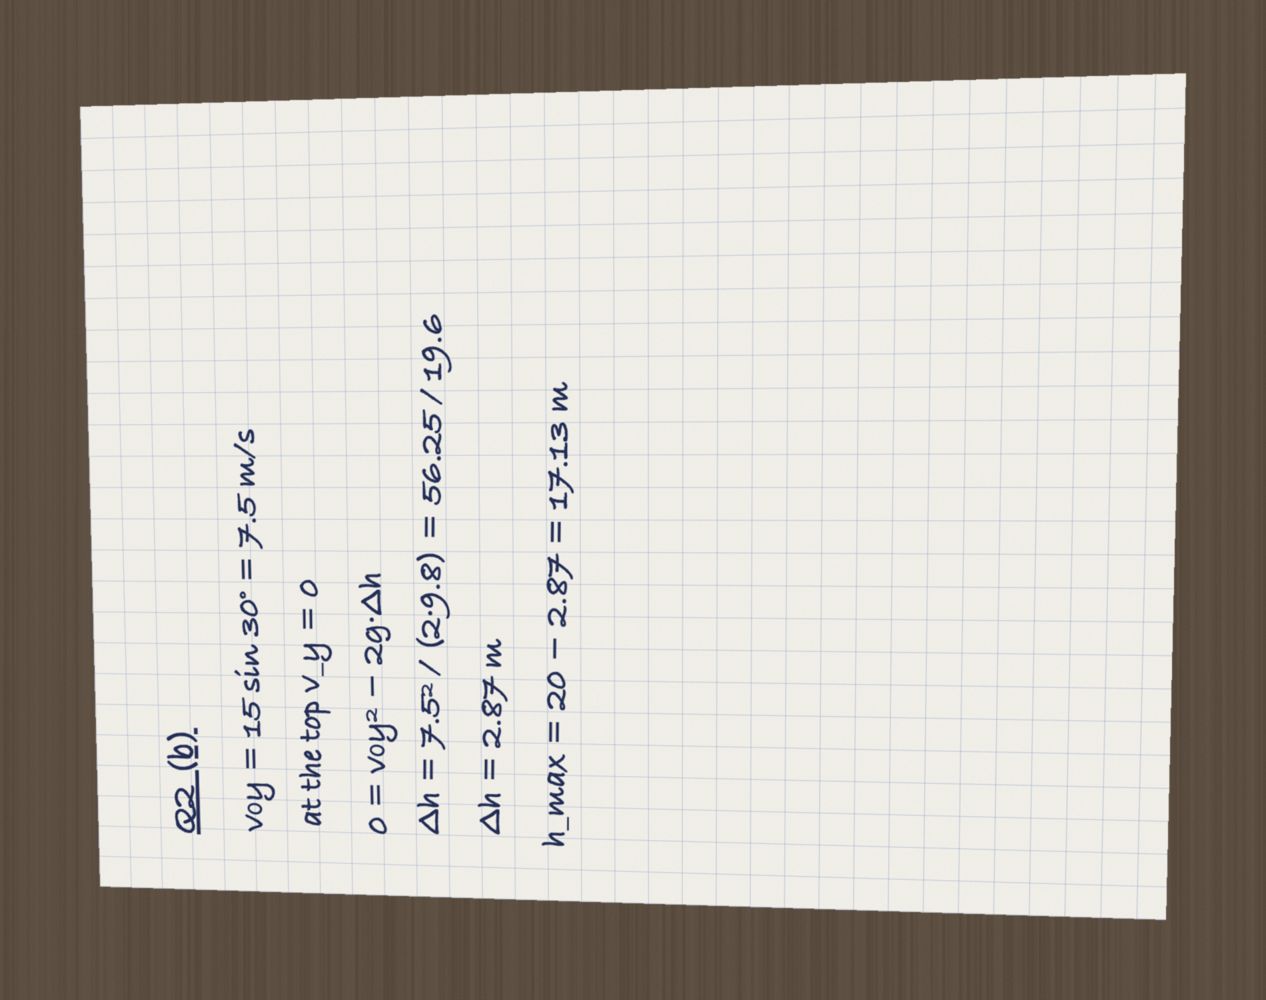 Q2 (b)
voy = 15 sin 30° = 7.5 m/s
at the top v_y = 0
0 = voy² − 2g·Δh
Δh = 7.5² / (2·9.8) = 56.25 / 19.6
Δh = 2.87 m
h_max = 20 − 2.87 = 17.13 m